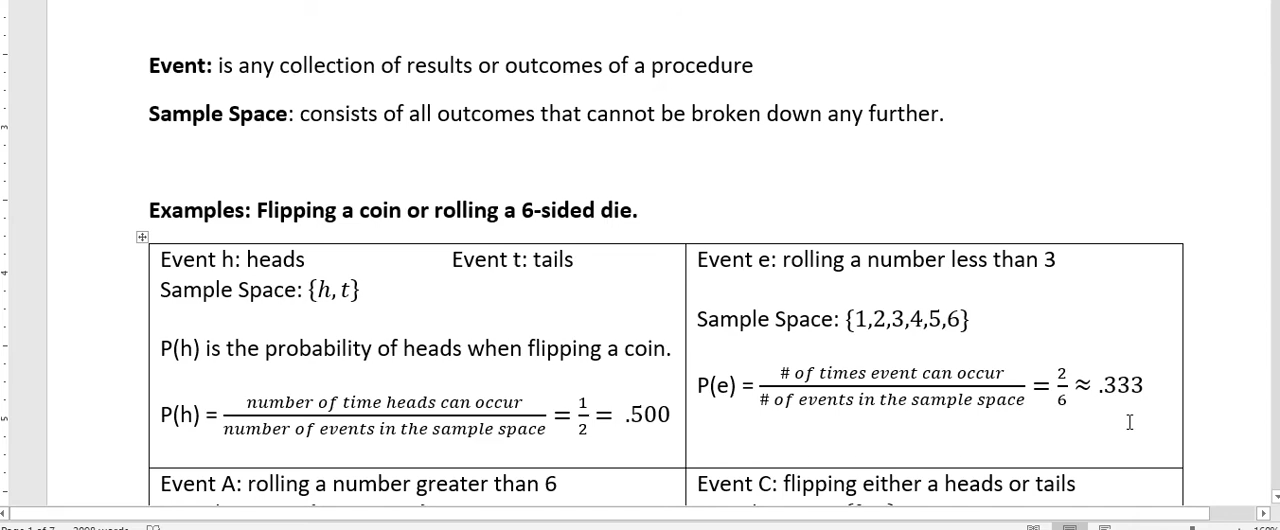 Event: is any collection of results or outcomes of a procedure
Sample Space: consists of all outcomes that cannot be broken down any further.
Examples: Flipping a coin or rolling a 6-sided die.
Event h: heads Event t: tails
Sample Space: {h, t}
P(h) is the probability of heads when flipping a coin.
P(h) = number of time heads can occur / number of events in the sample space = 1/2 = .500
Event e: rolling a number less than 3
Sample Space: {1,2,3,4,5,6}
P(e) = # of times event can occur / # of events in the sample space = 2/6 ≈ .333
Event A: rolling a number greater than 6
Event C: flipping either a heads or tails